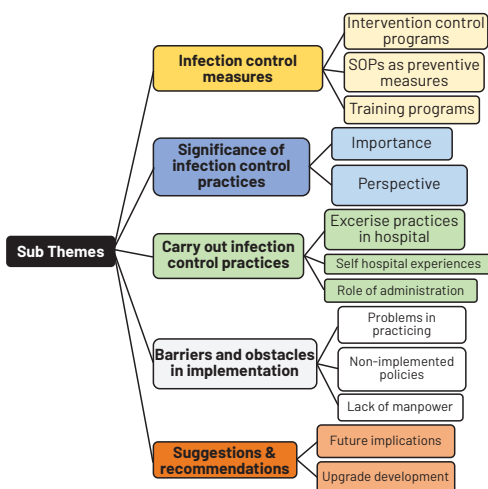 Intervention control
programs
Infection control
measures
SOPs as preventive
measures
Training programs
Significance of
infection control
practices
Importance
Perspective
Sub Themes
Carry out infection
control practices
Excerise practices
in hospital
Self hospital experiences
Role of administration
Barriers and obstacles
in implementation
Problems in
practicing
Non-implemented
policies
Lack of manpower
Suggestions &
recommendations
Future implications
Upgrade development